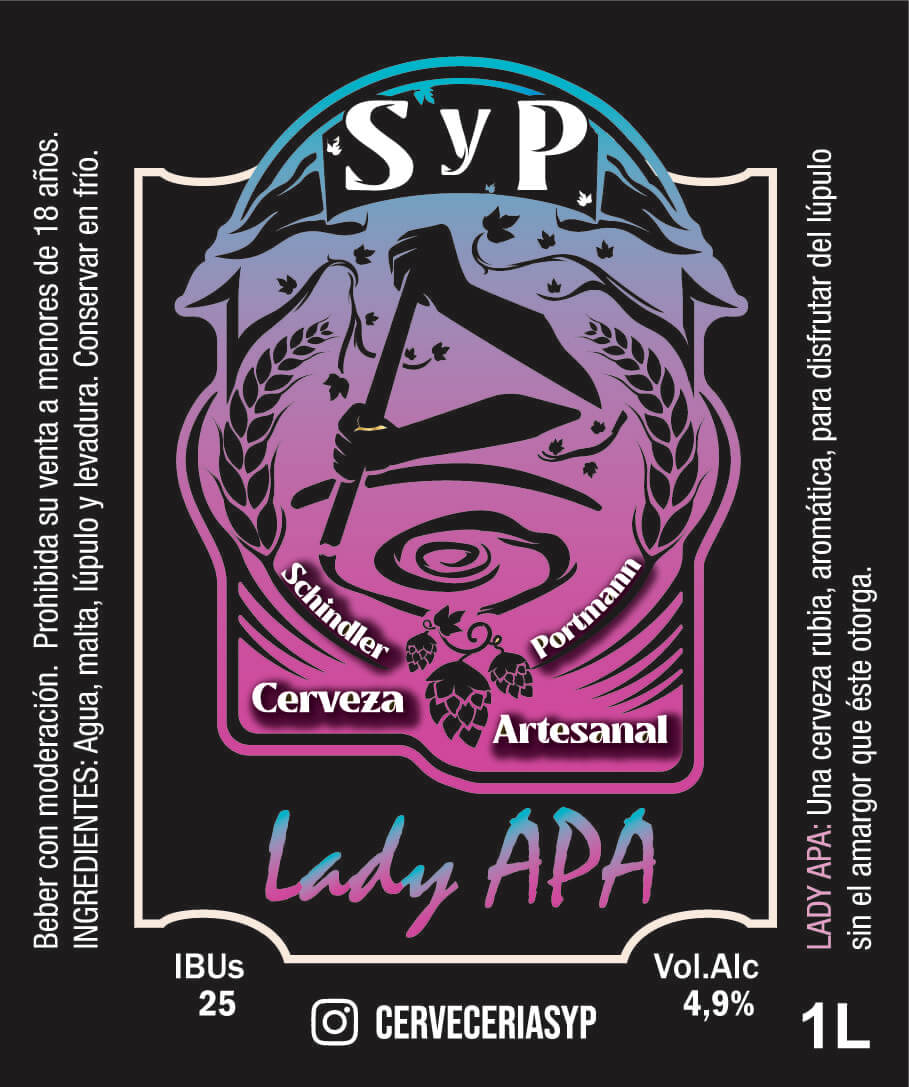 SyP
Schindler
Portmann
Cerveza
Artesanal
Lady APA
IBUs
25
Vol.Alc
4,9%
CERVECERIASYP
1L
Beber con moderación.  Prohibida su venta a menores de 18 años.
INGREDIENTES: Agua, malta, lúpulo y levadura. Conservar en frío.
LADY APA: Una cerveza rubia, aromática, para disfrutar del lúpulo
sin el amargor que éste otorga.